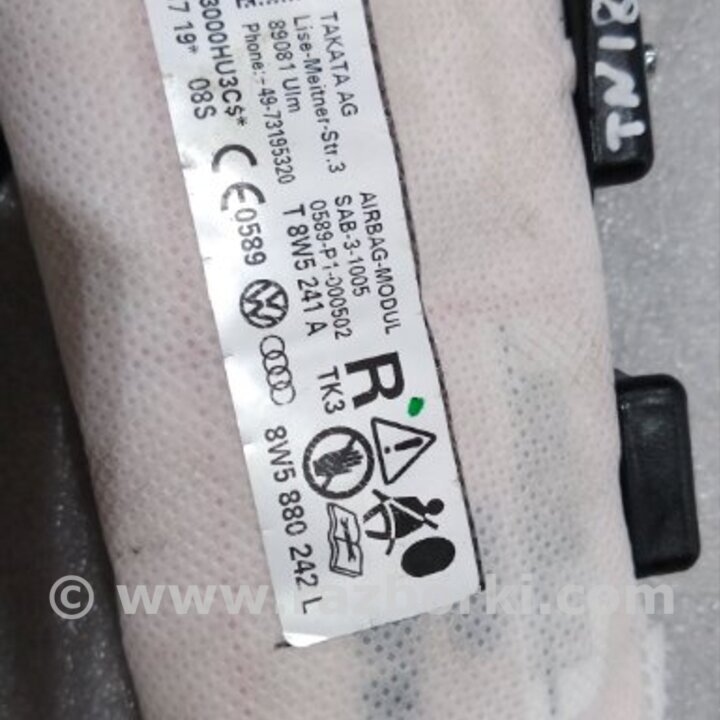 TAKATA AG
Lise-Meitner-Str.3
89081 Ulm
Phone:-49-73195320
3000HU3C$*
7 19* 08S
CE 0589
AIRBAG-MODUL
SAB-3-1005
0589-P1-000502
T 8W5 241 A
R
TK3
8W5 880 242 L
© www.razborki.com